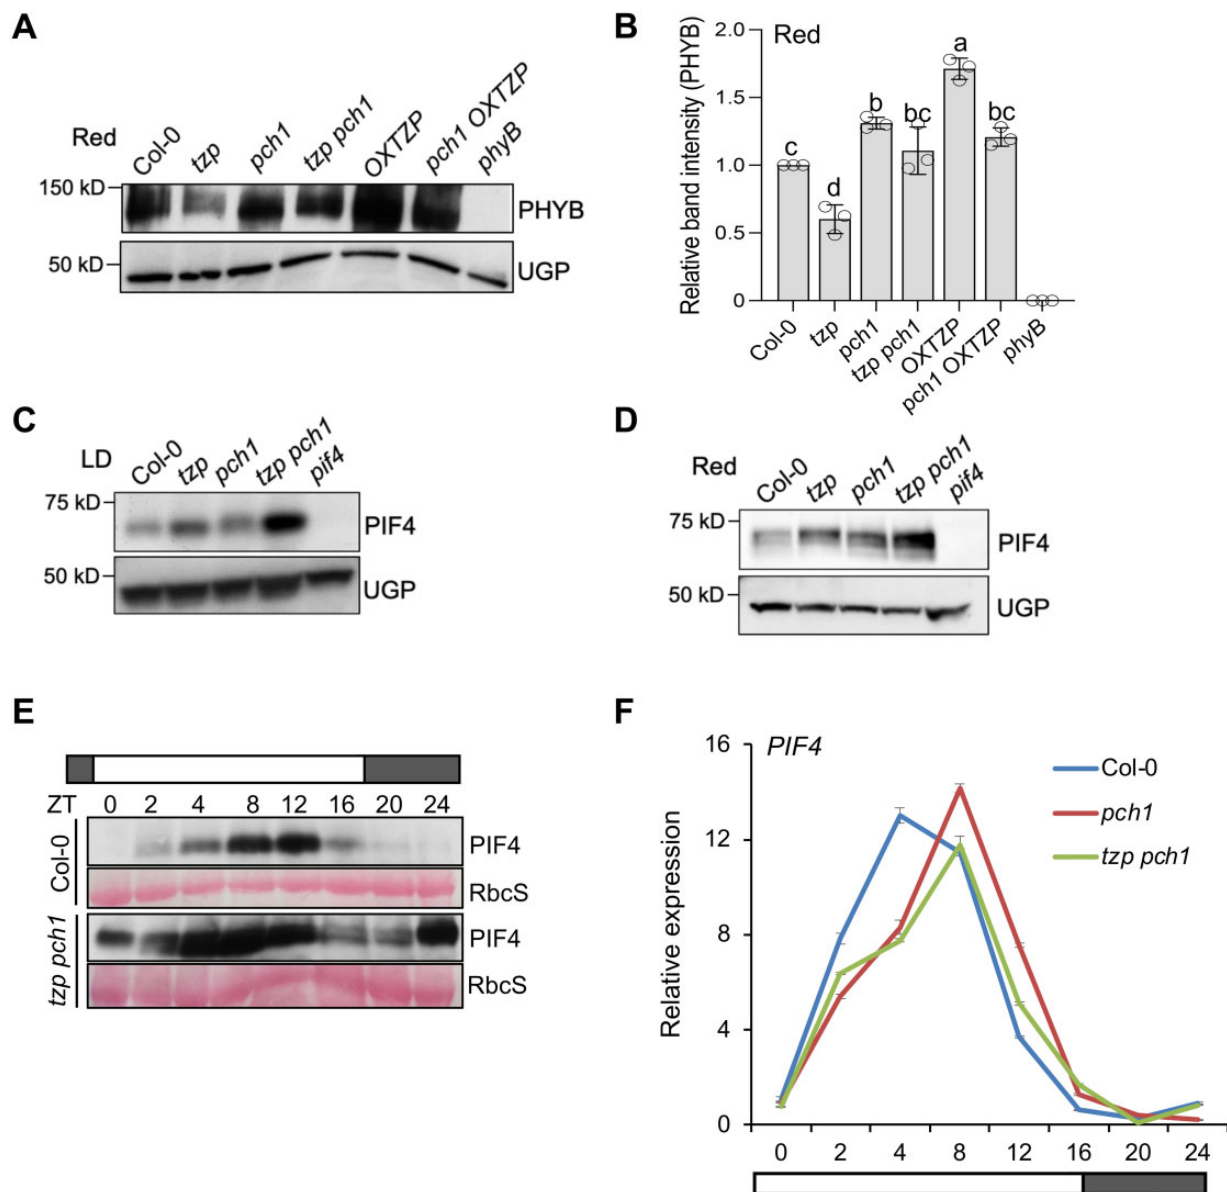 A
Red
Col-0
tzp
pch1
tzp pch1
OXTZP
pch1 OXTZP
phyB
150 kD
PHYB
50 kD
UGP
B
Red
Relative band intensity (PHYB)
2.0
1.5
1.0
0.5
0
c
d
b
bc
a
bc
Col-0
tzp
pch1
tzp pch1
OXTZP
pch1 OXTZP
phyB
C
LD
Col-0
tzp
pch1
tzp pch1
pif4
75 kD
PIF4
50 kD
UGP
D
Red
Col-0
tzp
pch1
tzp pch1
pif4
75 kD
PIF4
50 kD
UGP
E
ZT 0 2 4 8 12 16 20 24
Col-0
PIF4
RbcS
tzp pch1
PIF4
RbcS
F
PIF4
Relative expression
16
12
8
4
0
Col-0
pch1
tzp pch1
0 2 4 8 12 16 20 24